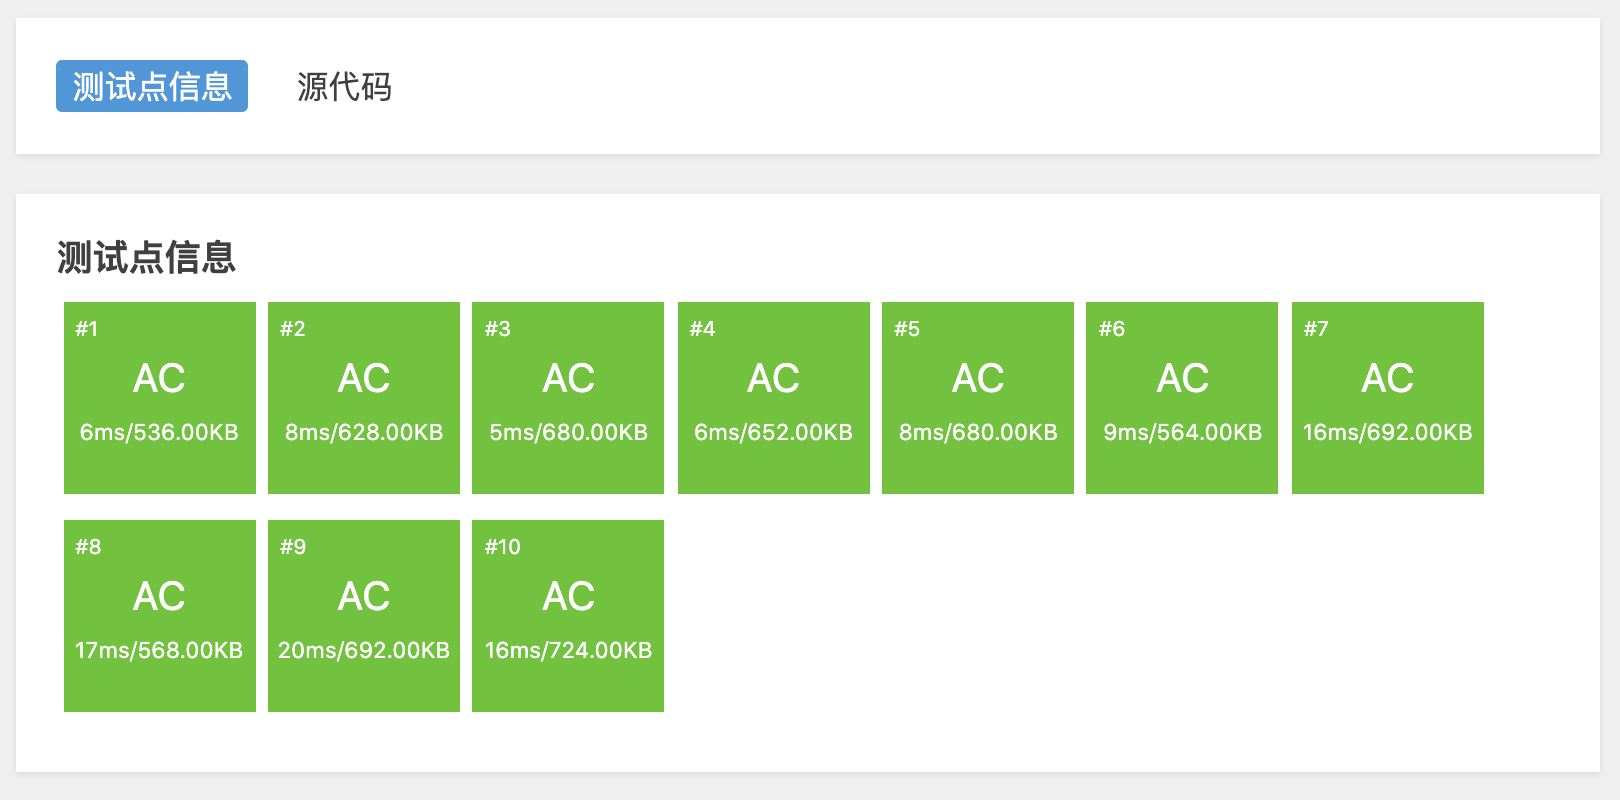 测试点信息 源代码
测试点信息
#1 #2 #3 #4 #5 #6 #7
AC AC AC AC AC AC AC
6ms/536.00KB 8ms/628.00KB 5ms/680.00KB 6ms/652.00KB 8ms/680.00KB 9ms/564.00KB 16ms/692.00KB
#8 #9 #10
AC AC AC
17ms/568.00KB 20ms/692.00KB 16ms/724.00KB